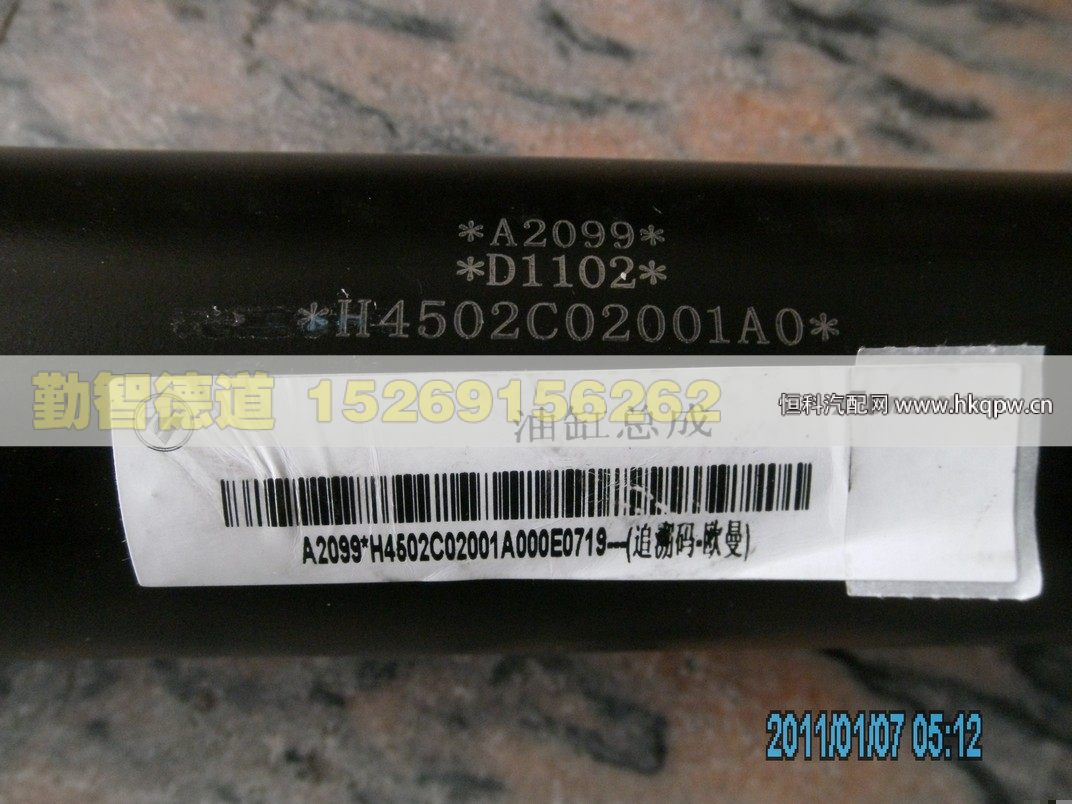 *A2099*
*D1102*
*H4502C02001A0*
勤智德道 15269156262
恒科汽配网 www.hkqpw.cn
油缸总成
A2099*H4502C02001A000E0719--(追溯码·欧曼)
2011/01/07 05:12